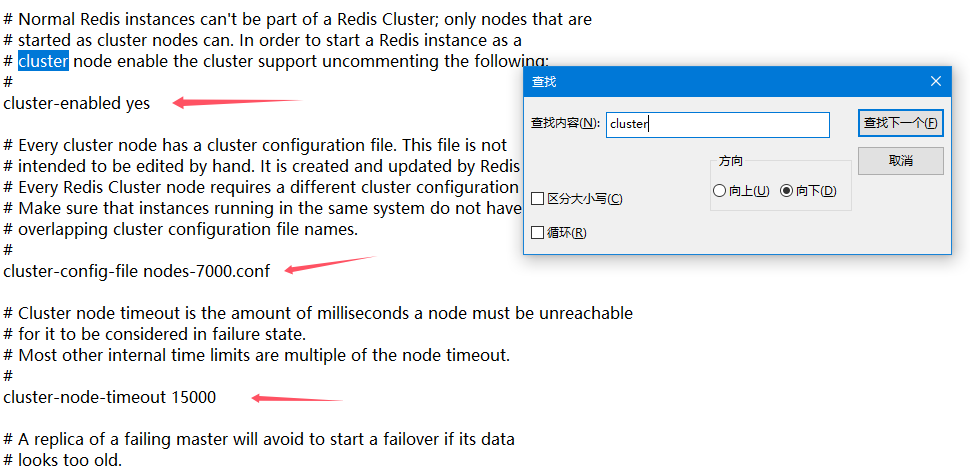 # Normal Redis instances can't be part of a Redis Cluster; only nodes that are
# started as cluster nodes can. In order to start a Redis instance as a
# cluster node enable the cluster support uncommenting the following:
#
cluster-enabled yes
# Every cluster node has a cluster configuration file. This file is not
# intended to be edited by hand. It is created and updated by Redis
# Every Redis Cluster node requires a different cluster configuration
# Make sure that instances running in the same system do not have
# overlapping cluster configuration file names.
#
cluster-config-file nodes-7000.conf
# Cluster node timeout is the amount of milliseconds a node must be unreachable
# for it to be considered in failure state.
# Most other internal time limits are multiple of the node timeout.
#
cluster-node-timeout 15000
# A replica of a failing master will avoid to start a failover if its data
# looks too old.
查找
查找内容(N): cluster 查找下一个(F)
取消
方向
向上(U) 向下(D)
区分大小写(C)
循环(R)